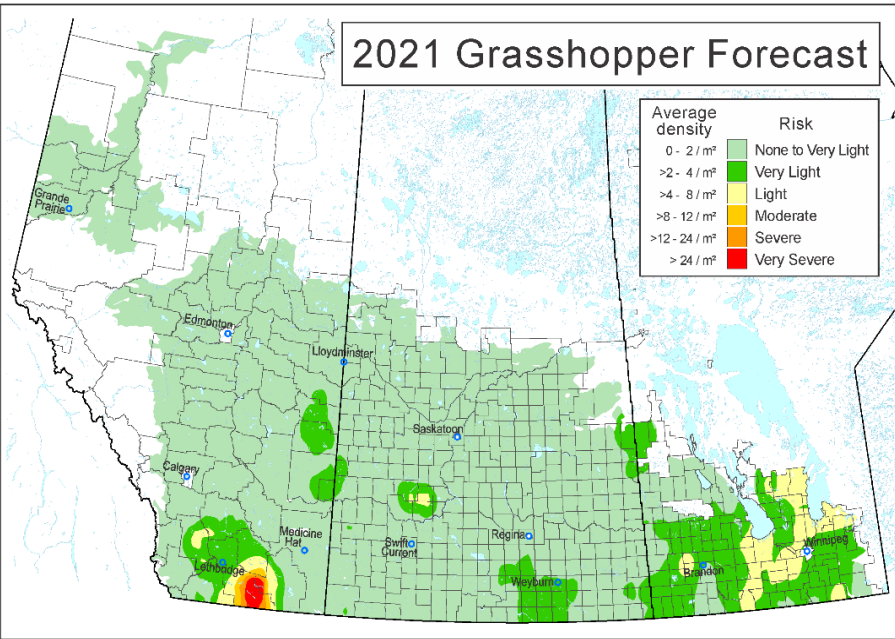 2021 Grasshopper Forecast
Average
density
Risk
0 - 2 / m² None to Very Light
>2 - 4 / m² Very Light
>4 - 8 / m² Light
>8 - 12 / m² Moderate
>12 - 24 / m² Severe
> 24 / m² Very Severe
Grande
Prairie
Edmonton
Lloydminster
Saskatoon
Calgary
Medicine
Hat
Swift
Current
Regina
Winnipeg
Lethbridge
Brandon
Weyburn